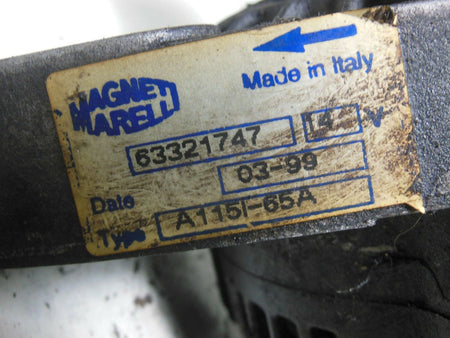 Made in Italy
MAGNETI
MARELLI
63321747 14 V
03-99
Date
Type A115I-65A